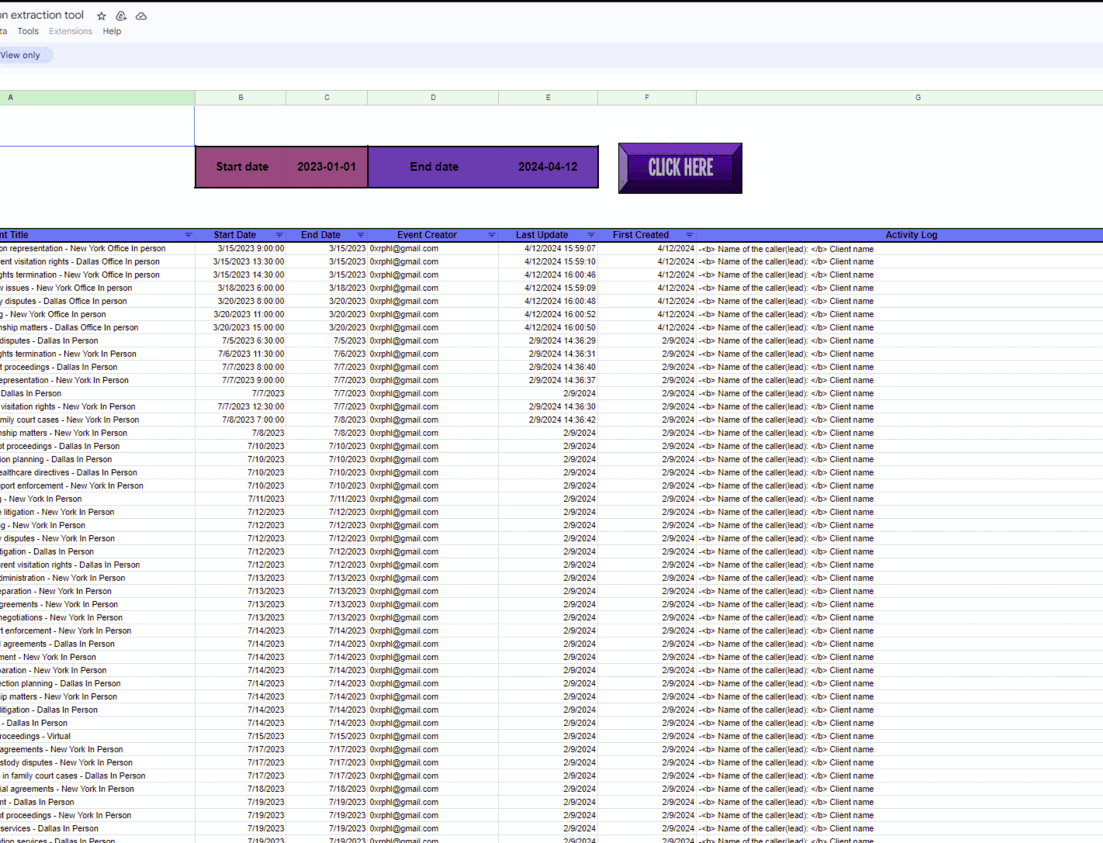 on extraction tool
ta Tools Extensions Help
View only
A B C D E F G
Start date 2023-01-01 End date 2024-04-12 CLICK HERE
nt Title Start Date End Date Event Creator Last Update First Created Activity Log
on representation - New York Office In person 3/15/2023 9:00:00 3/15/2023 0xrphl@gmail.com 4/12/2024 15:59:07 4/12/2024 -<b> Name of the caller(lead): </b> Client name
rent visitation rights - Dallas Office In person 3/15/2023 13:30:00 3/15/2023 0xrphl@gmail.com 4/12/2024 15:59:10 4/12/2024 -<b> Name of the caller(lead): </b> Client name
ghts termination - New York Office In person 3/15/2023 14:30:00 3/15/2023 0xrphl@gmail.com 4/12/2024 16:00:46 4/12/2024 -<b> Name of the caller(lead): </b> Client name
w issues - New York Office In person 3/18/2023 6:00:00 3/18/2023 0xrphl@gmail.com 4/12/2024 15:59:09 4/12/2024 -<b> Name of the caller(lead): </b> Client name
y disputes - Dallas Office In person 3/20/2023 8:00:00 3/20/2023 0xrphl@gmail.com 4/12/2024 16:00:48 4/12/2024 -<b> Name of the caller(lead): </b> Client name
g - New York Office In person 3/20/2023 11:00:00 3/20/2023 0xrphl@gmail.com 4/12/2024 16:00:52 4/12/2024 -<b> Name of the caller(lead): </b> Client name
nship matters - Dallas Office In person 3/20/2023 15:00:00 3/20/2023 0xrphl@gmail.com 4/12/2024 16:00:50 4/12/2024 -<b> Name of the caller(lead): </b> Client name
disputes - Dallas In Person 7/5/2023 6:30:00 7/5/2023 0xrphl@gmail.com 2/9/2024 14:36:29 2/9/2024 -<b> Name of the caller(lead): </b> Client name
ghts termination - New York In Person 7/6/2023 11:30:00 7/6/2023 0xrphl@gmail.com 2/9/2024 14:36:31 2/9/2024 -<b> Name of the caller(lead): </b> Client name
t proceedings - Dallas In Person 7/7/2023 8:00:00 7/7/2023 0xrphl@gmail.com 2/9/2024 14:36:40 2/9/2024 -<b> Name of the caller(lead): </b> Client name
epresentation - New York In Person 7/7/2023 9:00:00 7/7/2023 0xrphl@gmail.com 2/9/2024 14:36:37 2/9/2024 -<b> Name of the caller(lead): </b> Client name
Dallas In Person 7/7/2023 7/7/2023 0xrphl@gmail.com 2/9/2024 2/9/2024 -<b> Name of the caller(lead): </b> Client name
visitation rights - New York In Person 7/7/2023 12:30:00 7/7/2023 0xrphl@gmail.com 2/9/2024 14:36:30 2/9/2024 -<b> Name of the caller(lead): </b> Client name
mily court cases - New York In Person 7/8/2023 7:00:00 7/8/2023 0xrphl@gmail.com 2/9/2024 14:36:42 2/9/2024 -<b> Name of the caller(lead): </b> Client name
nship matters - New York In Person 7/8/2023 7/8/2023 0xrphl@gmail.com 2/9/2024 2/9/2024 -<b> Name of the caller(lead): </b> Client name
ot proceedings - Dallas In Person 7/10/2023 7/10/2023 0xrphl@gmail.com 2/9/2024 2/9/2024 -<b> Name of the caller(lead): </b> Client name
ion planning - Dallas In Person 7/10/2023 7/10/2023 0xrphl@gmail.com 2/9/2024 2/9/2024 -<b> Name of the caller(lead): </b> Client name
ealthcare directives - Dallas In Person 7/10/2023 7/10/2023 0xrphl@gmail.com 2/9/2024 2/9/2024 -<b> Name of the caller(lead): </b> Client name
pport enforcement - New York In Person 7/10/2023 7/10/2023 0xrphl@gmail.com 2/9/2024 2/9/2024 -<b> Name of the caller(lead): </b> Client name
g - New York In Person 7/11/2023 7/11/2023 0xrphl@gmail.com 2/9/2024 2/9/2024 -<b> Name of the caller(lead): </b> Client name
e litigation - New York In Person 7/12/2023 7/12/2023 0xrphl@gmail.com 2/9/2024 2/9/2024 -<b> Name of the caller(lead): </b> Client name
ng - New York In Person 7/12/2023 7/12/2023 0xrphl@gmail.com 2/9/2024 2/9/2024 -<b> Name of the caller(lead): </b> Client name
y disputes - New York In Person 7/12/2023 7/12/2023 0xrphl@gmail.com 2/9/2024 2/9/2024 -<b> Name of the caller(lead): </b> Client name
tigation - Dallas In Person 7/12/2023 7/12/2023 0xrphl@gmail.com 2/9/2024 2/9/2024 -<b> Name of the caller(lead): </b> Client name
rent visitation rights - Dallas In Person 7/12/2023 7/12/2023 0xrphl@gmail.com 2/9/2024 2/9/2024 -<b> Name of the caller(lead): </b> Client name
dministration - New York In Person 7/13/2023 7/13/2023 0xrphl@gmail.com 2/9/2024 2/9/2024 -<b> Name of the caller(lead): </b> Client name
eparation - New York In Person 7/13/2023 7/13/2023 0xrphl@gmail.com 2/9/2024 2/9/2024 -<b> Name of the caller(lead): </b> Client name
greements - New York In Person 7/13/2023 7/13/2023 0xrphl@gmail.com 2/9/2024 2/9/2024 -<b> Name of the caller(lead): </b> Client name
negotiations - New York In Person 7/13/2023 7/13/2023 0xrphl@gmail.com 2/9/2024 2/9/2024 -<b> Name of the caller(lead): </b> Client name
rt enforcement - New York In Person 7/14/2023 7/14/2023 0xrphl@gmail.com 2/9/2024 2/9/2024 -<b> Name of the caller(lead): </b> Client name
l agreements - Dallas In Person 7/14/2023 7/14/2023 0xrphl@gmail.com 2/9/2024 2/9/2024 -<b> Name of the caller(lead): </b> Client name
ment - New York In Person 7/14/2023 7/14/2023 0xrphl@gmail.com 2/9/2024 2/9/2024 -<b> Name of the caller(lead): </b> Client name
paration - New York In Person 7/14/2023 7/14/2023 0xrphl@gmail.com 2/9/2024 2/9/2024 -<b> Name of the caller(lead): </b> Client name
ection planning - Dallas In Person 7/14/2023 7/14/2023 0xrphl@gmail.com 2/9/2024 2/9/2024 -<b> Name of the caller(lead): </b> Client name
ip matters - New York In Person 7/14/2023 7/14/2023 0xrphl@gmail.com 2/9/2024 2/9/2024 -<b> Name of the caller(lead): </b> Client name
litigation - Dallas In Person 7/14/2023 7/14/2023 0xrphl@gmail.com 2/9/2024 2/9/2024 -<b> Name of the caller(lead): </b> Client name
- Dallas In Person 7/14/2023 7/14/2023 0xrphl@gmail.com 2/9/2024 2/9/2024 -<b> Name of the caller(lead): </b> Client name
roceedings - Virtual 7/15/2023 7/15/2023 0xrphl@gmail.com 2/9/2024 2/9/2024 -<b> Name of the caller(lead): </b> Client name
agreements - New York In Person 7/17/2023 7/17/2023 0xrphl@gmail.com 2/9/2024 2/9/2024 -<b> Name of the caller(lead): </b> Client name
stody disputes - New York In Person 7/17/2023 7/17/2023 0xrphl@gmail.com 2/9/2024 2/9/2024 -<b> Name of the caller(lead): </b> Client name
in family court cases - Dallas In Person 7/17/2023 7/17/2023 0xrphl@gmail.com 2/9/2024 2/9/2024 -<b> Name of the caller(lead): </b> Client name
ial agreements - New York In Person 7/18/2023 7/18/2023 0xrphl@gmail.com 2/9/2024 2/9/2024 -<b> Name of the caller(lead): </b> Client name
nt - Dallas In Person 7/19/2023 7/19/2023 0xrphl@gmail.com 2/9/2024 2/9/2024 -<b> Name of the caller(lead): </b> Client name
ot proceedings - New York In Person 7/19/2023 7/19/2023 0xrphl@gmail.com 2/9/2024 2/9/2024 -<b> Name of the caller(lead): </b> Client name
services - Dallas In Person 7/19/2023 7/19/2023 0xrphl@gmail.com 2/9/2024 2/9/2024 -<b> Name of the caller(lead): </b> Client name
tion services - Dallas In Person 7/19/2023 7/19/2023 0xrphl@gmail.com 2/9/2024 2/9/2024 -<b> Name of the caller(lead): </b> Client name